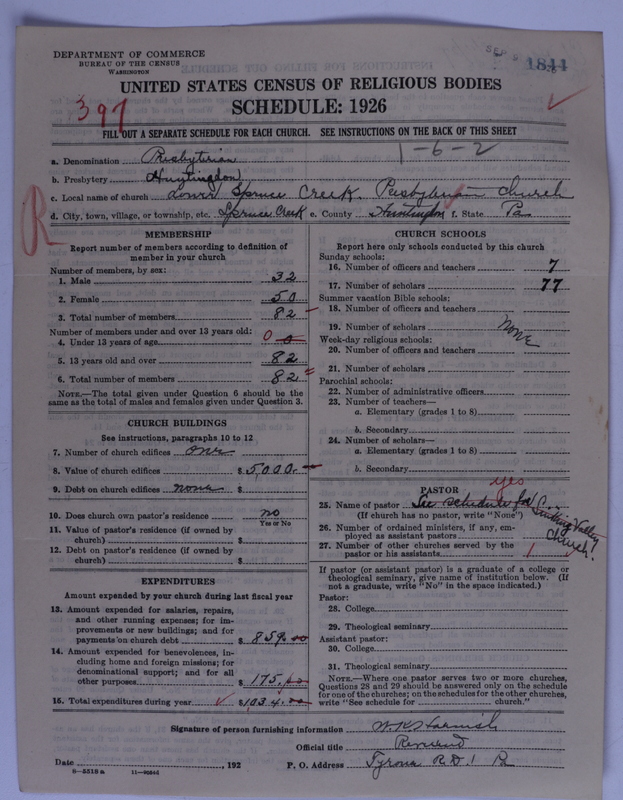 DEPARTMENT OF COMMERCE
BUREAU OF THE CENSUS
WASHINGTON
SEP
1844
UNITED STATES CENSUS OF RELIGIOUS BODIES
SCHEDULE: 1926
397
FILL OUT A SEPARATE SCHEDULE FOR EACH CHURCH. SEE INSTRUCTIONS ON THE BACK OF THIS SHEET
1-6-2
a. Denomination Presbyterian
b. Presbytery Huntingdon
c. Local name of church Lower Spruce Creek Presbyterian Church
d. City, town, village, or township, etc. Spruce Creek e. County Huntingdon f. State Pa
R
MEMBERSHIP
Report number of members according to definition of
member in your church
Number of members, by sex:
1. Male 32
2. Female 50
3. Total number of members 82
Number of members under and over 13 years old:
4. Under 13 years of age 0 0
5. 13 years old and over 82
6. Total number of members 82
NOTE.—The total given under Question 6 should be
same as the total of males and females given under Question 3.
CHURCH BUILDINGS
See instructions, paragraphs 10 to 12
7. Number of church edifices one
8. Value of church edifices $5,000.
9. Debt on church edifices none $
10. Does church own pastor's residence no
Yes or No
11. Value of pastor's residence (if owned by
church) $
12. Debt on pastor's residence (if owned by
church) $
EXPENDITURES
Amount expended by your church during last fiscal year
13. Amount expended for salaries, repairs,
and other running expenses; for im-
provements or new buildings; and for
payments on church debt $859.00
14. Amount expended for benevolences, in-
cluding home and foreign missions; for
denominational support; and for all
other purposes $175.00
15. Total expenditures during year $1034.00
CHURCH SCHOOLS
Report here only schools conducted by this church
Sunday schools:
16. Number of officers and teachers 7
17. Number of scholars 77
Summer vacation Bible schools:
18. Number of officers and teachers
19. Number of scholars None
Week-day religious schools:
20. Number of officers and teachers
21. Number of scholars
Parochial schools:
22. Number of administrative officers
23. Number of teachers—
a. Elementary (grades 1 to 8)
b. Secondary
24. Number of scholars—
a. Elementary (grades 1 to 8)
b. Secondary
PASTOR yes
25. Name of pastor See schedule for Sinking Valley Church!
(If church has no pastor, write "None")
26. Number of ordained ministers, if any, em-
ployed as assistant pastors
27. Number of other churches served by the
pastor or his assistants 1
If pastor (or assistant pastor) is a graduate of a college or
theological seminary, give name of institution below. (If
not a graduate, write "No" in the space indicated.)
Pastor:
28. College
29. Theological seminary
Assistant pastor:
30. College
31. Theological seminary
NOTE.—Where one pastor serves two or more churches,
Questions 28 and 29 should be answered only on the schedule
for one of the churches; on the schedules for the other churches,
write "See schedule for church."
Signature of person furnishing information
Official title Reverend
Date , 192 P. O. Address Tyrone R.D.1 Pa
8-5518a